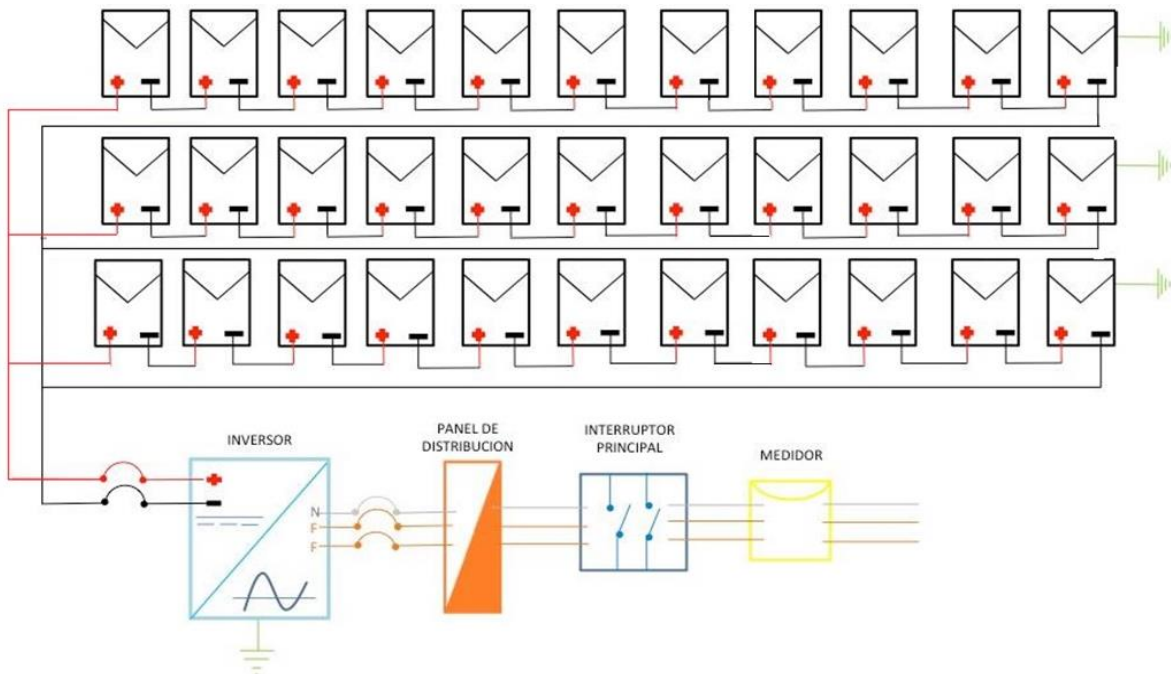 INVERSOR
PANEL DE
DISTRIBUCION
INTERRUPTOR
PRINCIPAL
MEDIDOR
N
F
F